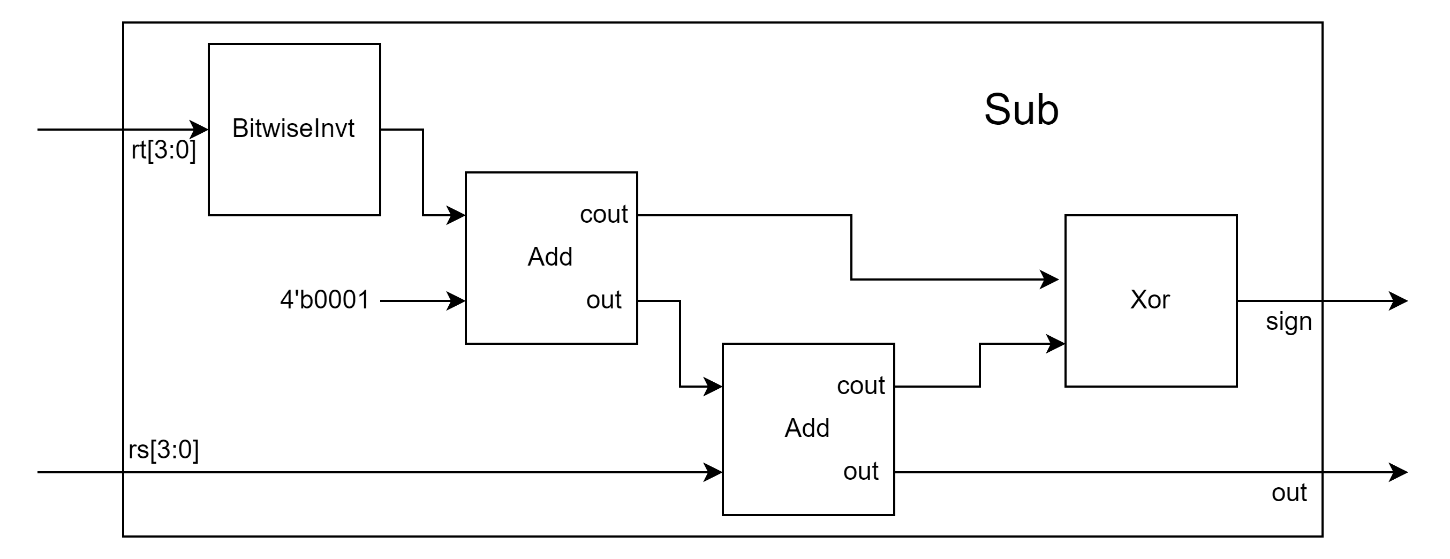 Sub
BitwiseInvt
rt[3:0]
cout
Add
4'b0001
out
Xor
sign
cout
Add
rs[3:0]
out
out